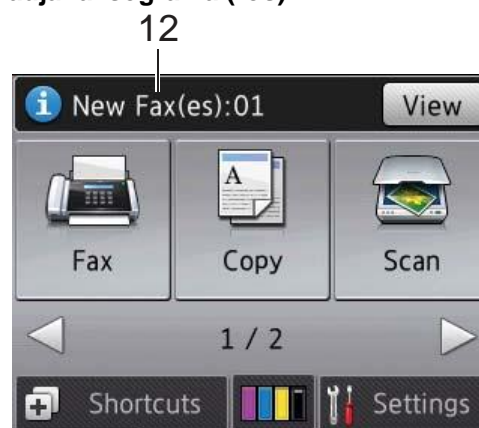 12
New Fax(es):01 View
A
Fax Copy Scan
1 / 2
Shortcuts Settings